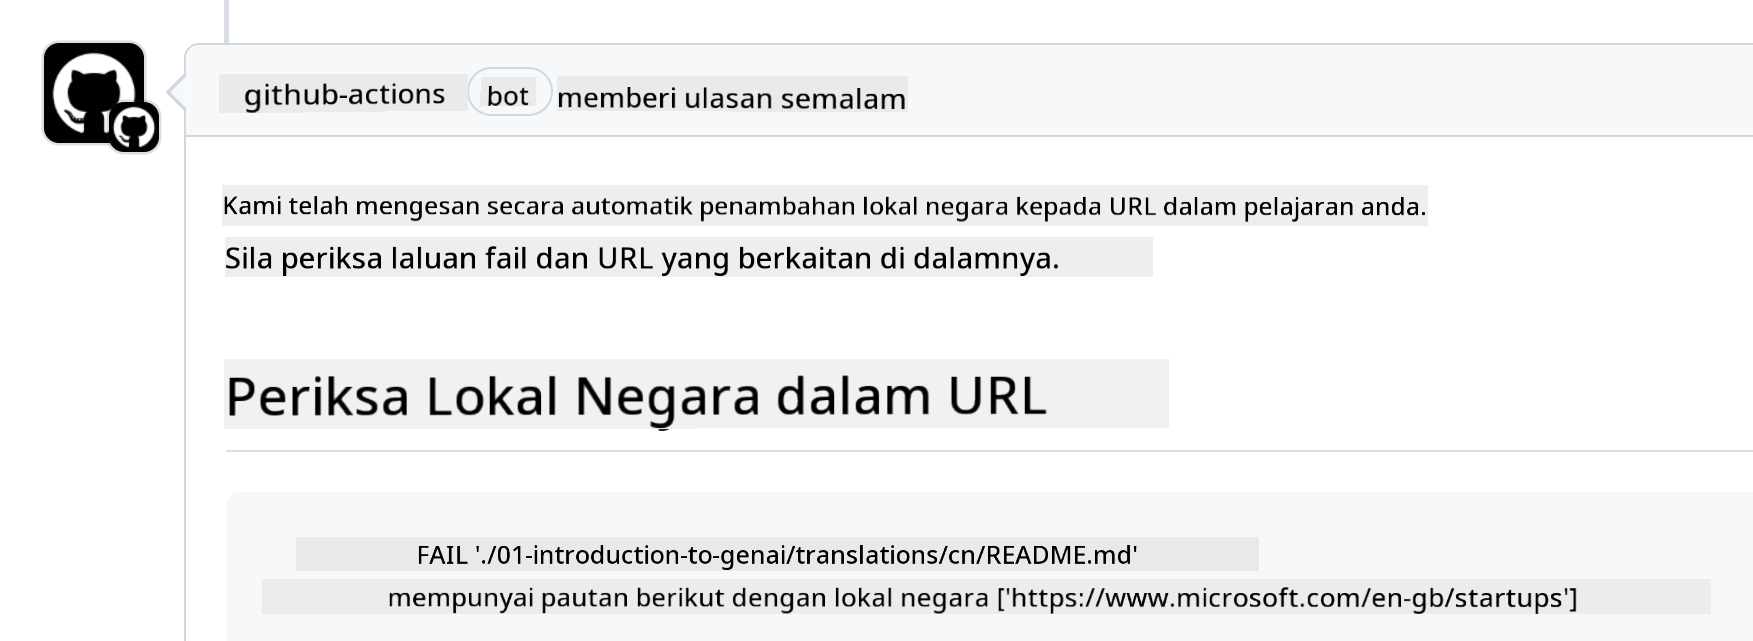 github-actions bot memberi ulasan semalam
Kami telah mengesan secara automatik penambahan lokal negara kepada URL dalam pelajaran anda.
Sila periksa laluan fail dan URL yang berkaitan di dalamnya.
Periksa Lokal Negara dalam URL
FAIL './01-introduction-to-genai/translations/cn/README.md'
mempunyai pautan berikut dengan lokal negara ['https://www.microsoft.com/en-gb/startups']